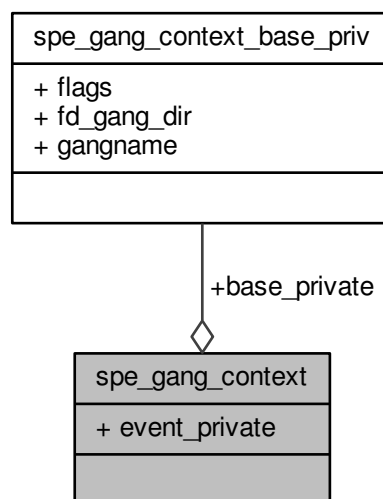 spe_gang_context_base_priv
+ flags
+ fd_gang_dir
+ gangname
+base_private
spe_gang_context
+ event_private